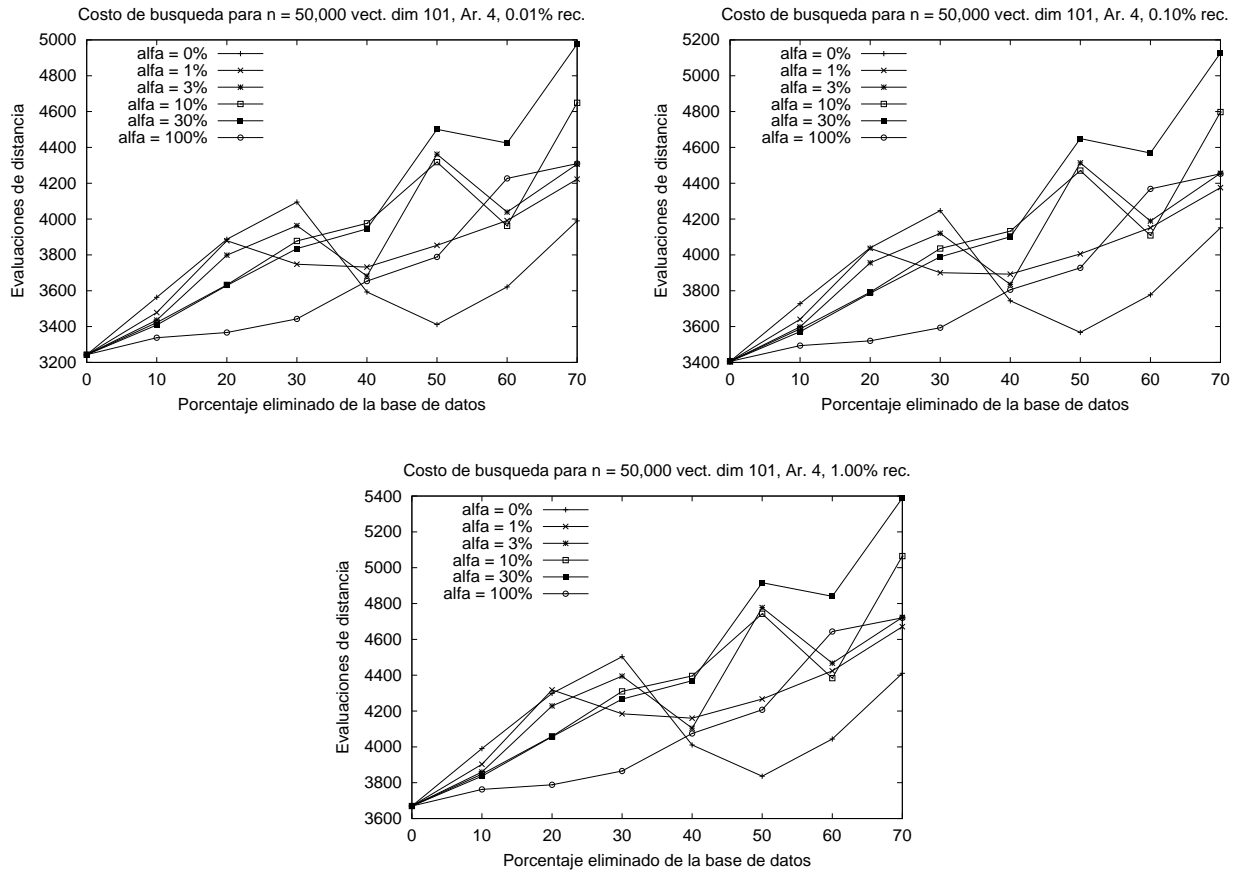 Costo de busqueda para n = 50,000 vect. dim 101, Ar. 4, 0.01% rec.
5000
4800
4600
4400
4200
4000
3800
3600
3400
3200
Evaluaciones de distancia
alfa = 0%
alfa = 1%
alfa = 3%
alfa = 10%
alfa = 30%
alfa = 100%
0 10 20 30 40 50 60 70
Porcentaje eliminado de la base de datos
Costo de busqueda para n = 50,000 vect. dim 101, Ar. 4, 0.10% rec.
5200
5000
4800
4600
4400
4200
4000
3800
3600
3400
Evaluaciones de distancia
alfa = 0%
alfa = 1%
alfa = 3%
alfa = 10%
alfa = 30%
alfa = 100%
0 10 20 30 40 50 60 70
Porcentaje eliminado de la base de datos
Costo de busqueda para n = 50,000 vect. dim 101, Ar. 4, 1.00% rec.
5400
5200
5000
4800
4600
4400
4200
4000
3800
3600
Evaluaciones de distancia
alfa = 0%
alfa = 1%
alfa = 3%
alfa = 10%
alfa = 30%
alfa = 100%
0 10 20 30 40 50 60 70
Porcentaje eliminado de la base de datos